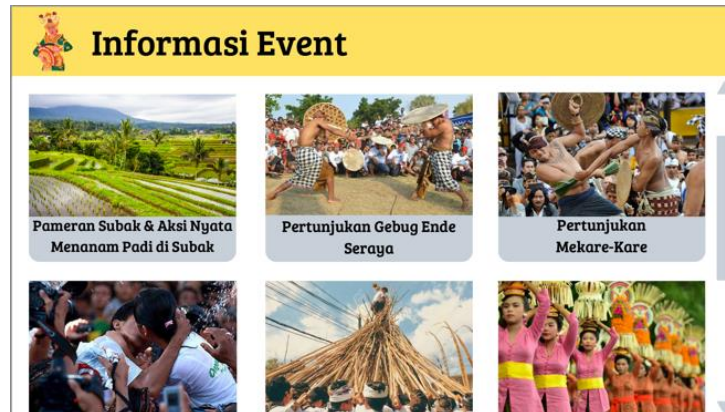 Informasi Event
Pameran Subak & Aksi Nyata
Menanam Padi di Subak
Pertunjukan Gebug Ende
Seraya
Pertunjukan
Mekare-Kare